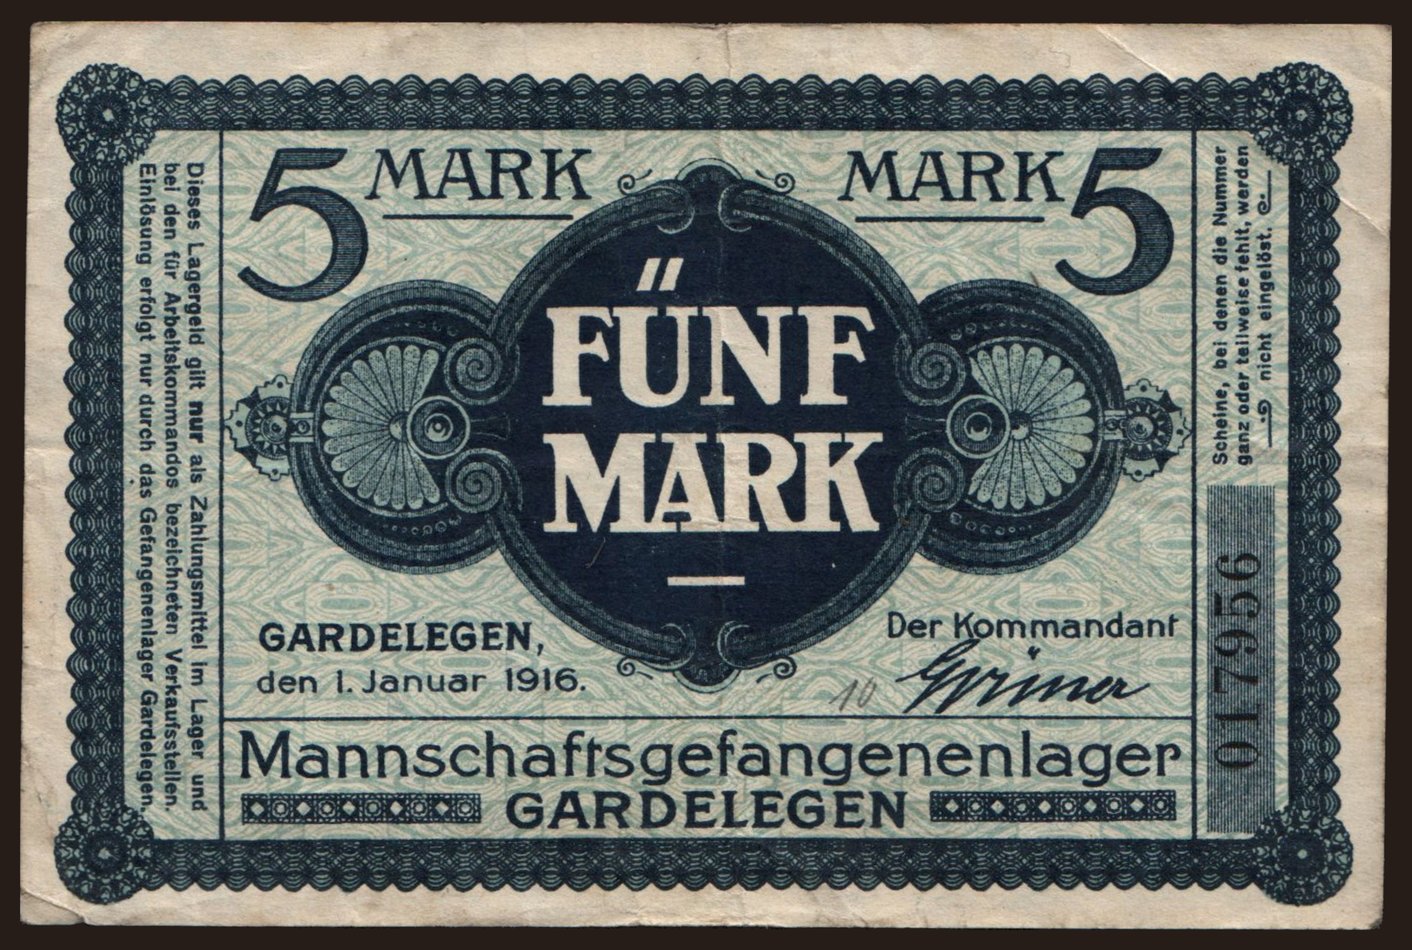 5 MARK
MARK 5
FÜNF
MARK
GARDELEGEN,
den 1. Januar 1916.
Der Kommandant
Grüner
10
Mannschaftsgefangenenlager
GARDELEGEN
Dieses Lagergeld gilt nur als Zahlungsmittel im Lager und
bei den für Arbeitskommandos bezeichneten Verkaufsstellen.
Einlösung erfolgt nur durch das Gefangenenlager Gardelegen.
Scheine, bei denen die Nummer
ganz oder teilweise fehlt, werden
nicht eingelöst.
017956